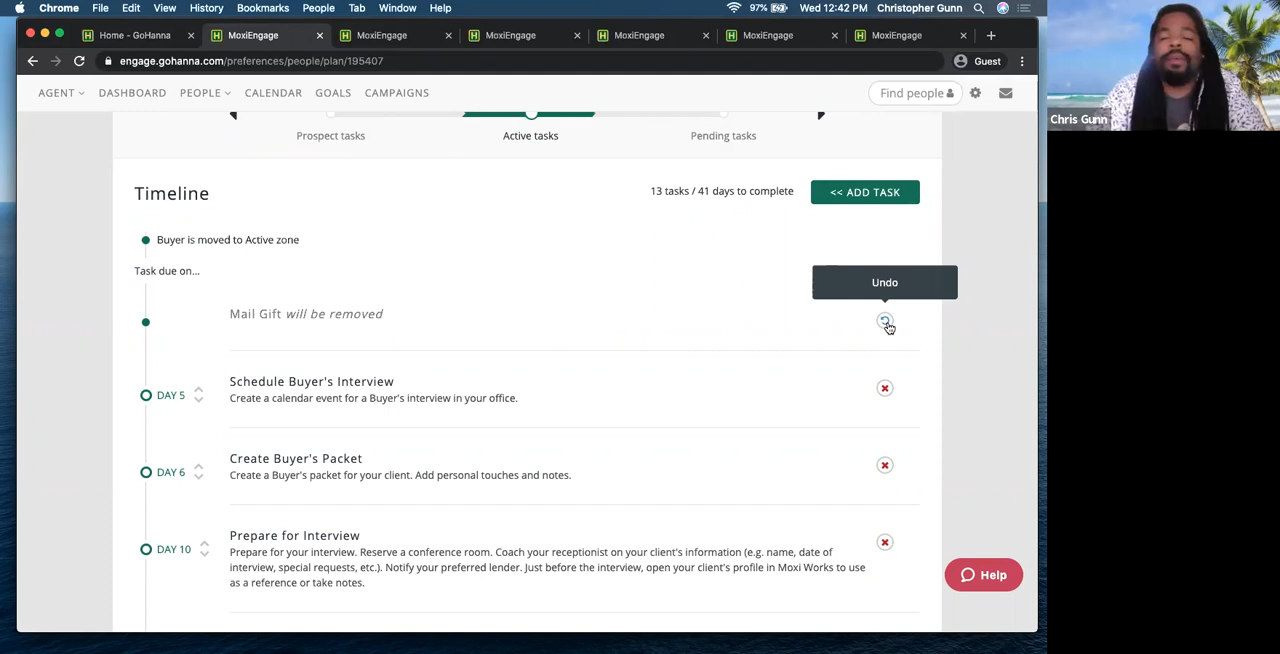 Chrome File Edit View History Bookmarks People Tab Window Help 97% Wed 12:42 PM Christopher Gunn
Home - GoHanna MoxiEngage MoxiEngage MoxiEngage MoxiEngage MoxiEngage MoxiEngage
engage.gohanna.com/preferences/people/plan/195407 Guest
AGENT DASHBOARD PEOPLE CALENDAR GOALS CAMPAIGNS Find people
Prospect tasks Active tasks Pending tasks
Timeline 13 tasks / 41 days to complete << ADD TASK
Buyer is moved to Active zone
Task due on...
Undo
Mail Gift will be removed
DAY 5 Schedule Buyer's Interview
Create a calendar event for a Buyer's interview in your office.
DAY 6 Create Buyer's Packet
Create a Buyer's packet for your client. Add personal touches and notes.
DAY 10 Prepare for Interview
Prepare for your interview. Reserve a conference room. Coach your receptionist on your client's information (e.g. name, date of
interview, special requests, etc.). Notify your preferred lender. Just before the interview, open your client's profile in Moxi Works to use
as a reference or take notes.
Help
Chris Gunn